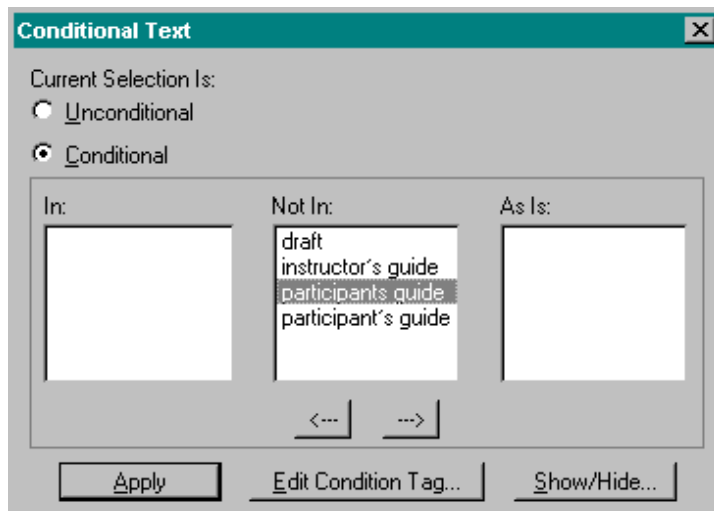 Conditional Text
Current Selection Is:
Unconditional
Conditional
In: Not In: As Is:
draft
instructor´s guide
participants guide
participant´s guide
<--- --->
Apply Edit Condition Tag... Show/Hide...